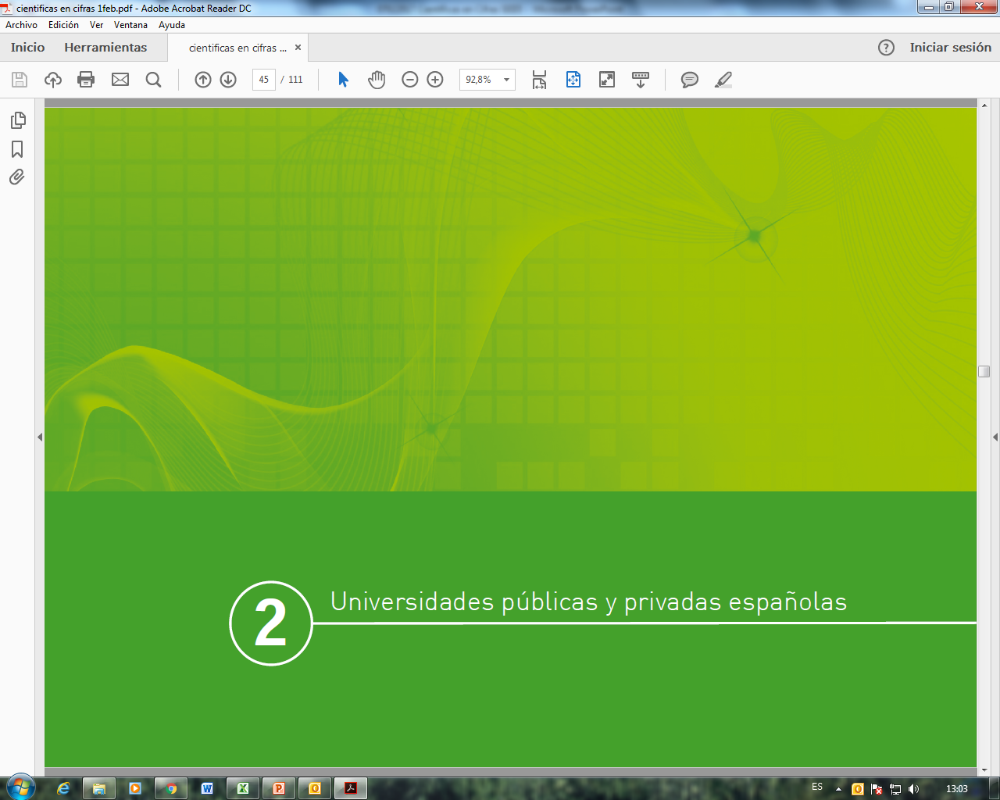 cientificas en cifras 1feb.pdf - Adobe Acrobat Reader DC
Archivo Edición Ver Ventana Ayuda
Inicio Herramientas cientificas en cifras ... × ? Iniciar sesión
45 / 111 92,8%
2 Universidades públicas y privadas españolas
ES 13:03